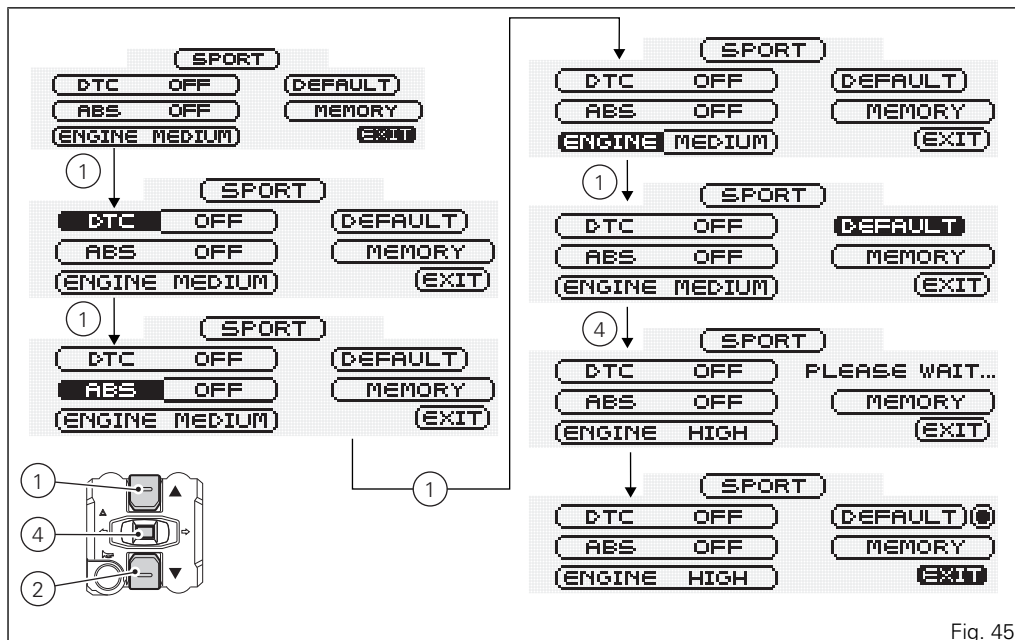 SPORT
DTC OFF DEFAULT
ABS OFF MEMORY
ENGINE MEDIUM EXIT
1
SPORT
DTC OFF DEFAULT
ABS OFF MEMORY
ENGINE MEDIUM EXIT
1
SPORT
DTC OFF DEFAULT
ABS OFF MEMORY
ENGINE MEDIUM EXIT
1
1
4
2
SPORT
DTC OFF DEFAULT
ABS OFF MEMORY
ENGINE MEDIUM EXIT
1
SPORT
DTC OFF DEFAULT
ABS OFF MEMORY
ENGINE MEDIUM EXIT
4
SPORT
DTC OFF PLEASE WAIT...
ABS OFF MEMORY
ENGINE HIGH EXIT
SPORT
DTC OFF DEFAULT
ABS OFF MEMORY
ENGINE HIGH EXIT
Fig. 45